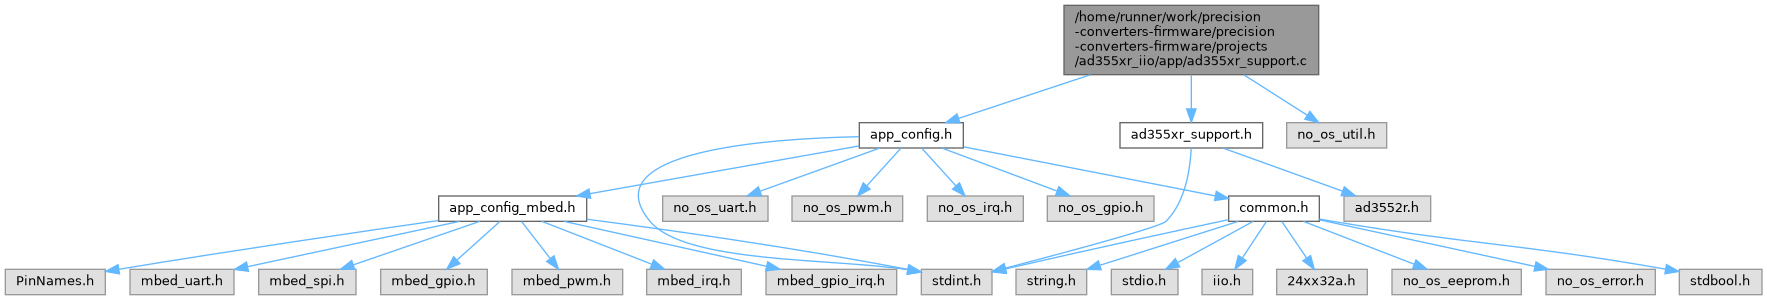 /home/runner/work/precision
-converters-firmware/precision
-converters-firmware/projects
/ad355xr_iio/app/ad355xr_support.c
app_config.h
ad355xr_support.h
no_os_util.h
app_config_mbed.h
no_os_uart.h
no_os_pwm.h
no_os_irq.h
no_os_gpio.h
common.h
ad3552r.h
PinNames.h
mbed_uart.h
mbed_spi.h
mbed_gpio.h
mbed_pwm.h
mbed_irq.h
mbed_gpio_irq.h
stdint.h
string.h
stdio.h
iio.h
24xx32a.h
no_os_eeprom.h
no_os_error.h
stdbool.h